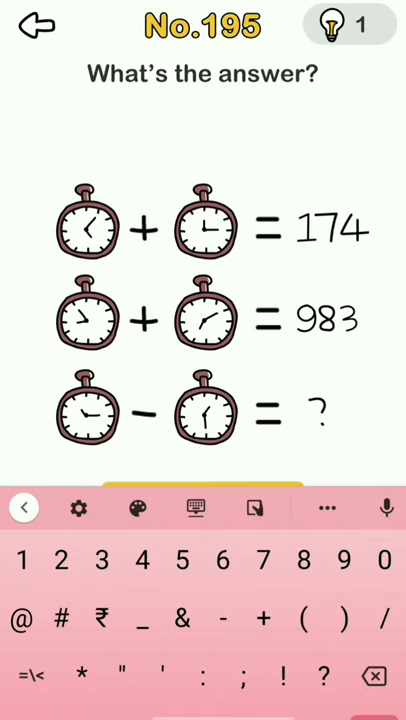 No.195
1
What's the answer?
+ = 174
+ = 983
- = ?
1 2 3 4 5 6 7 8 9 0
@ # ₹ _ & - + ( ) /
=\< * " ' : ; ! ?